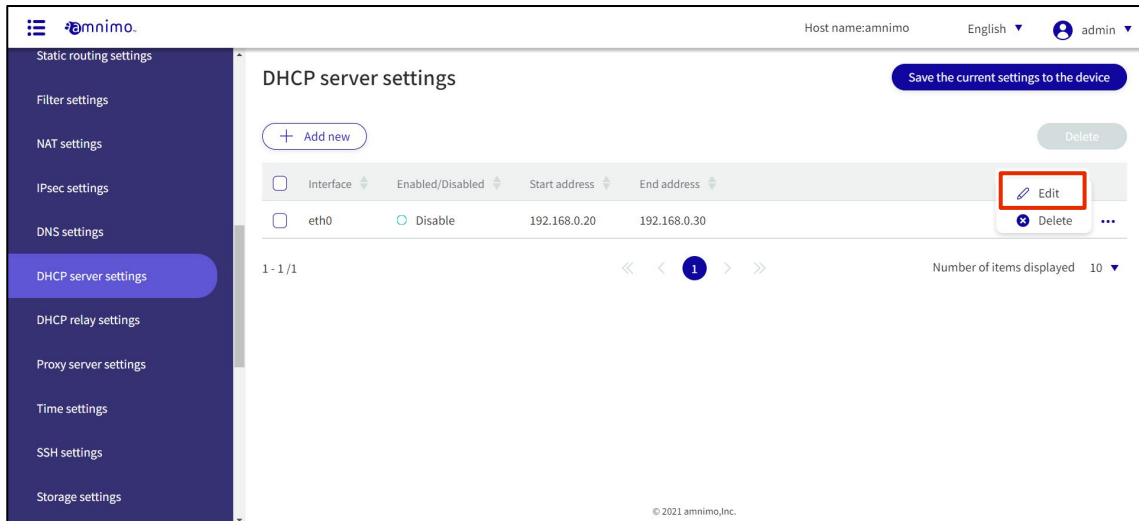 amnimo
Host name:amnimo
English
admin
Static routing settings
Filter settings
NAT settings
IPsec settings
DNS settings
DHCP server settings
DHCP relay settings
Proxy server settings
Time settings
SSH settings
Storage settings
DHCP server settings
Save the current settings to the device
Add new
Delete
Interface Enabled/Disabled Start address End address
Edit
eth0 Disable 192.168.0.20 192.168.0.30
Delete
1 - 1 /1
1
Number of items displayed 10
© 2021 amnimo,Inc.